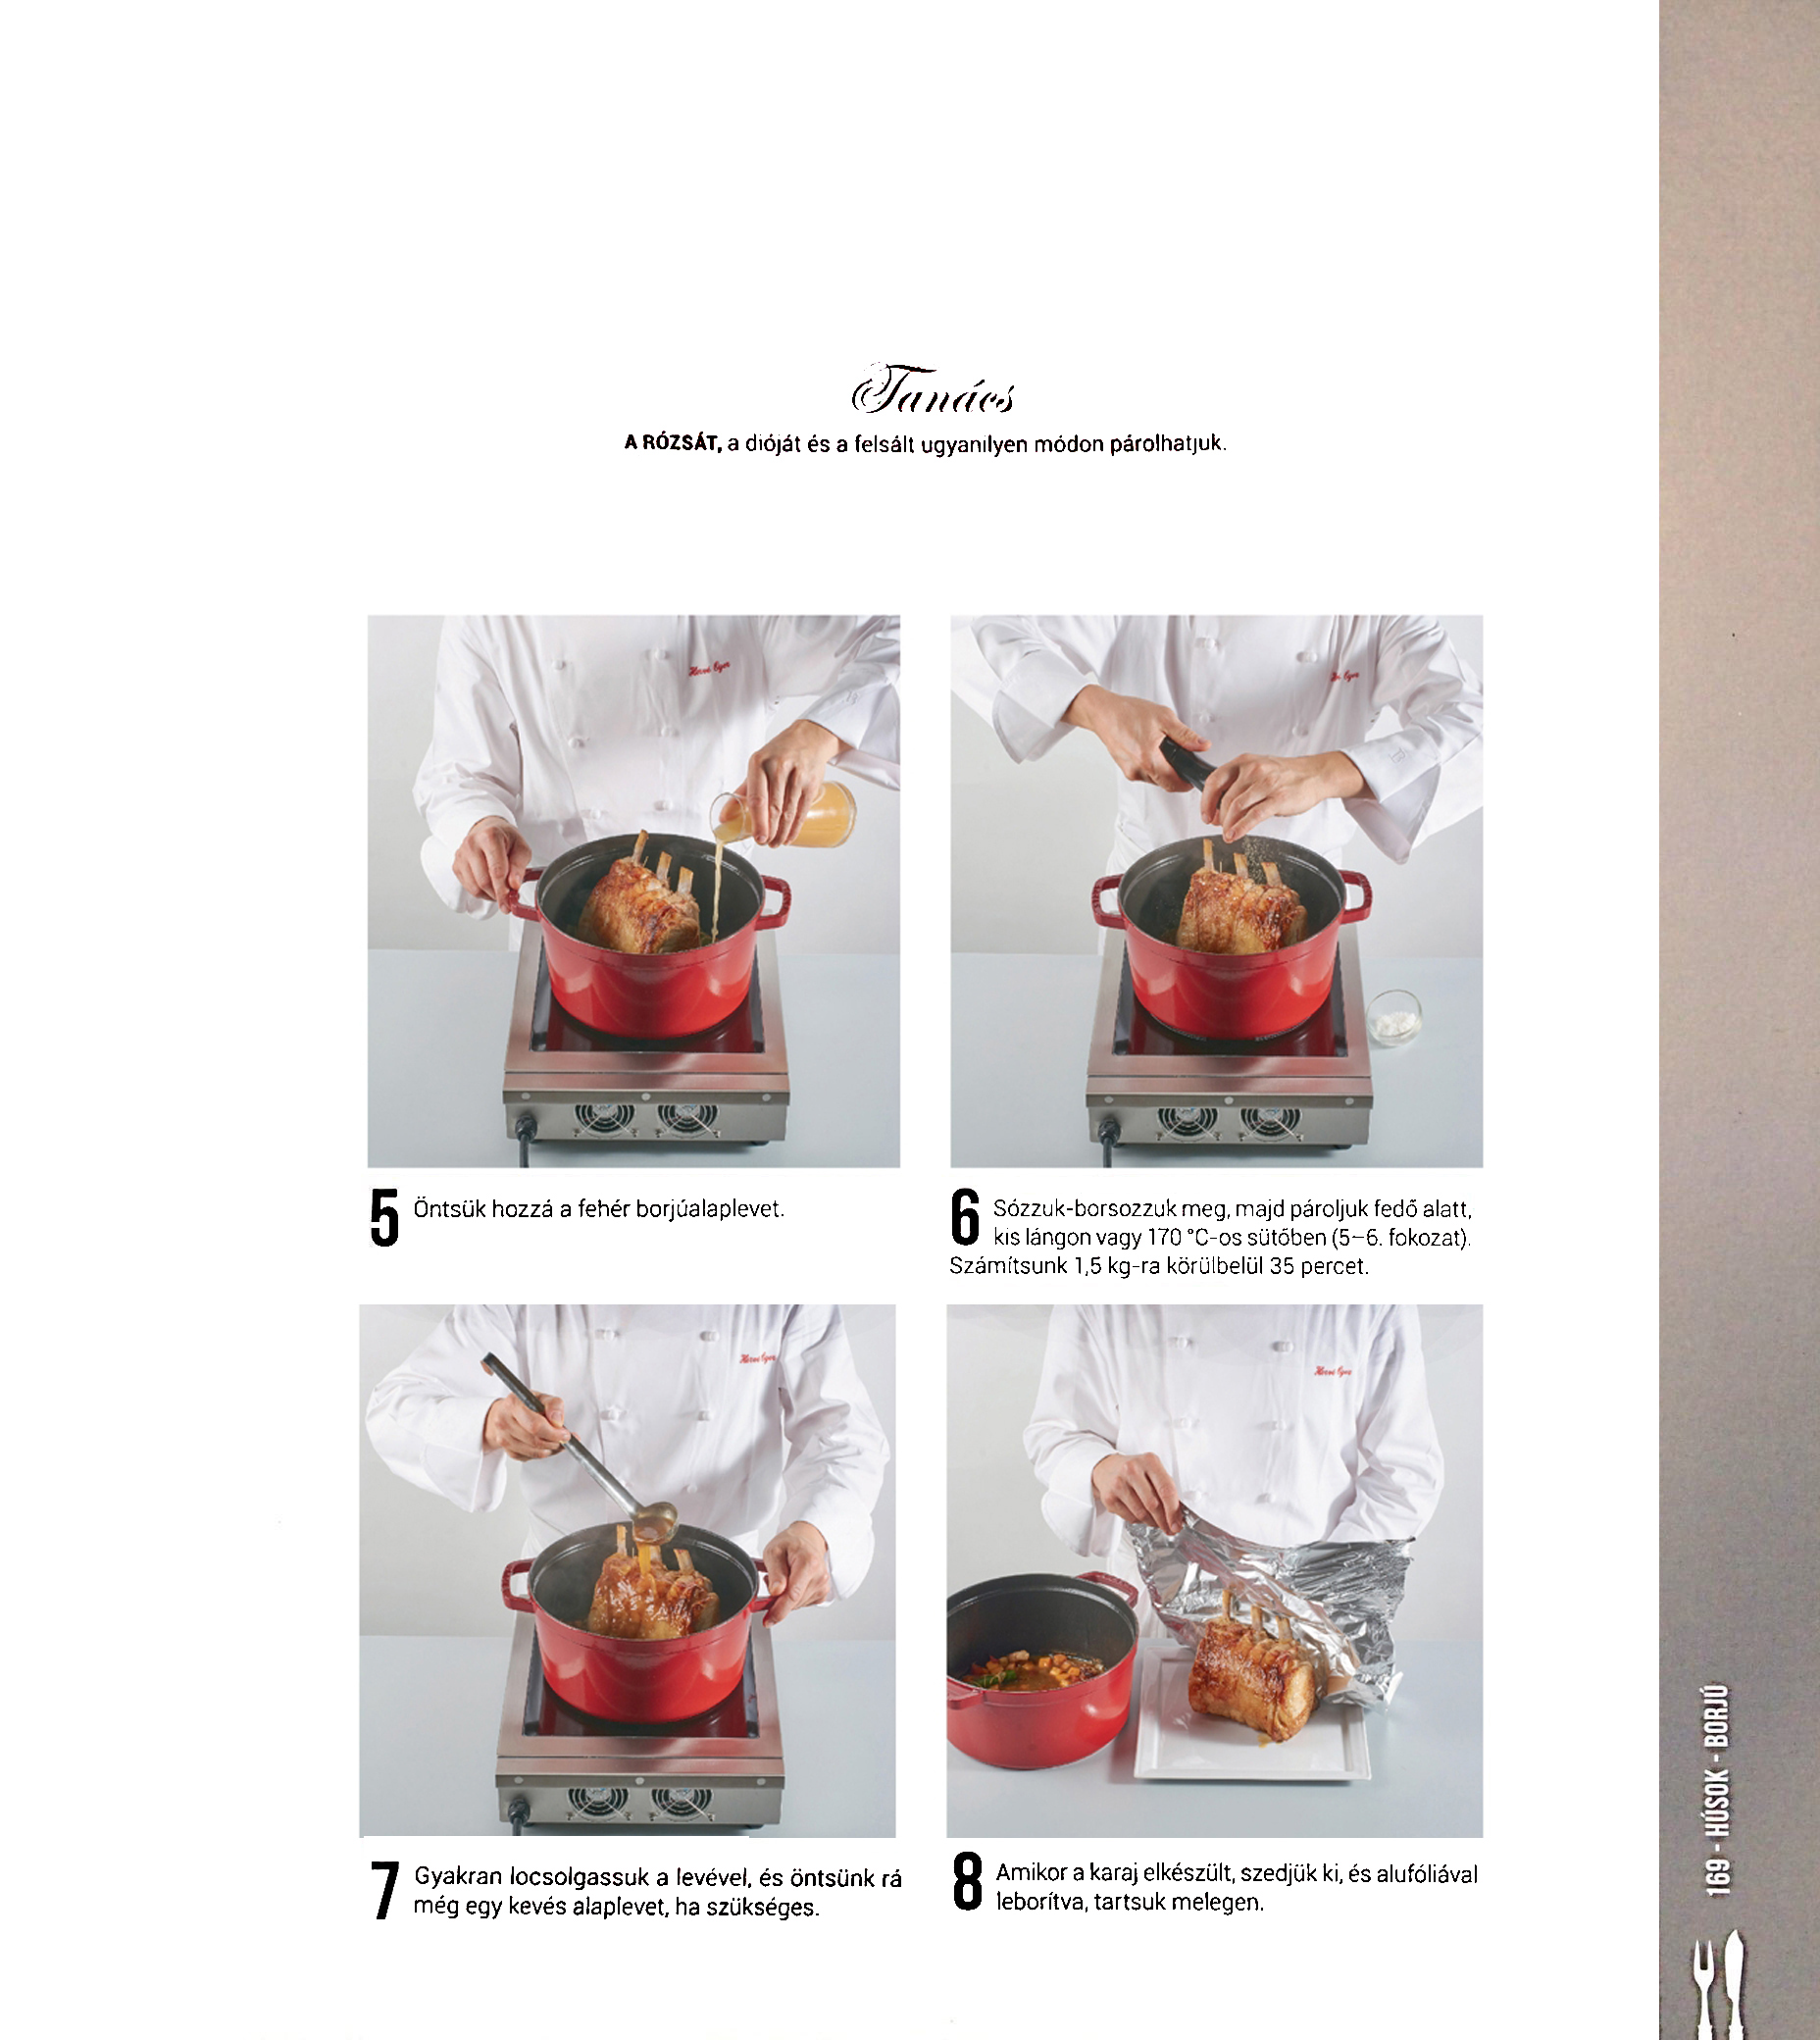 Tanács
A RÓZSÁT, a dióját és a felsált ugyanilyen módon párolhatjuk.
5 Öntsük hozzá a fehér borjúalaplevet.
6 Sózzuk-borsozzuk meg, majd pároljuk fedő alatt,
kis lángon vagy 170 °C-os sütőben (5–6. fokozat).
Számítsunk 1,5 kg-ra körülbelül 35 percet.
7 Gyakran locsolgassuk a levével, és öntsünk rá
még egy kevés alaplevet, ha szükséges.
8 Amikor a karaj elkészült, szedjük ki, és alufóliával
leborítva, tartsuk melegen.
169 - HÚSOK - BORJÚ